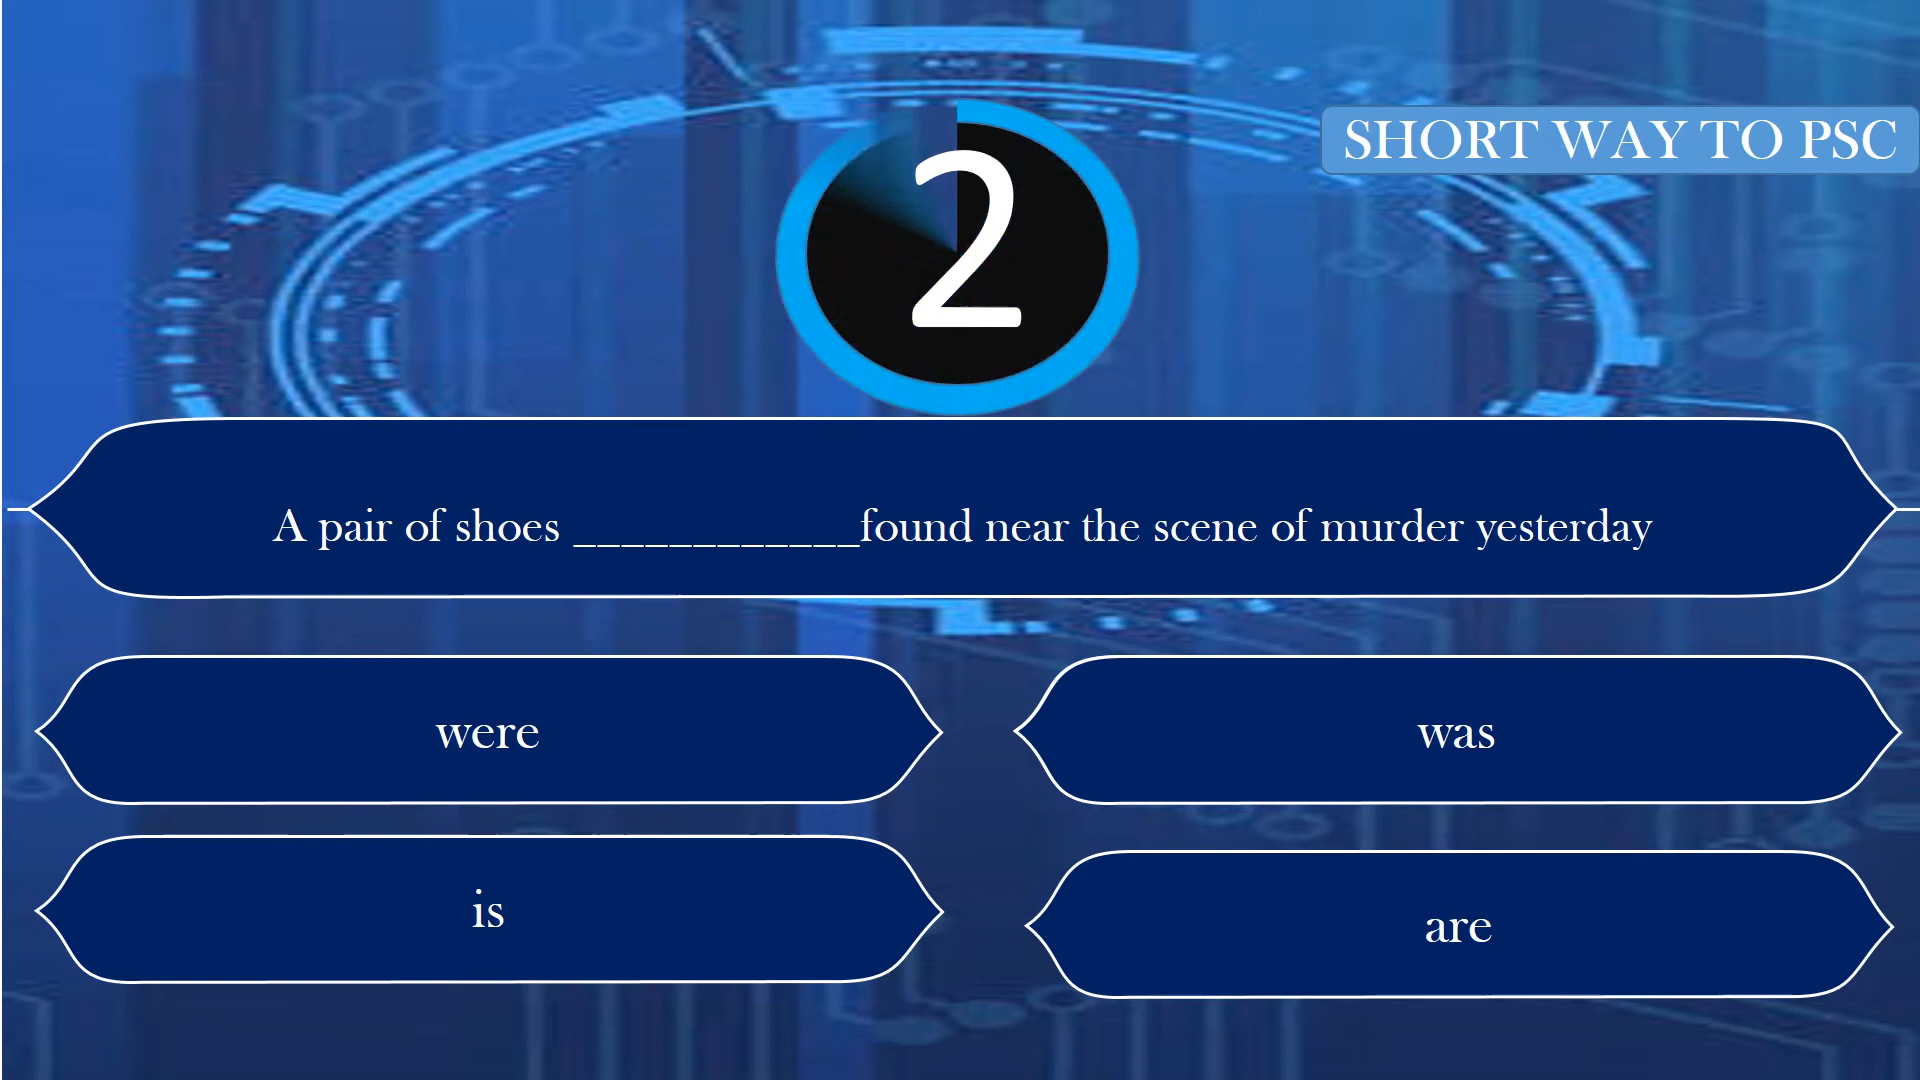 2
SHORT WAY TO PSC
A pair of shoes ____________found near the scene of murder yesterday
were
was
is
are